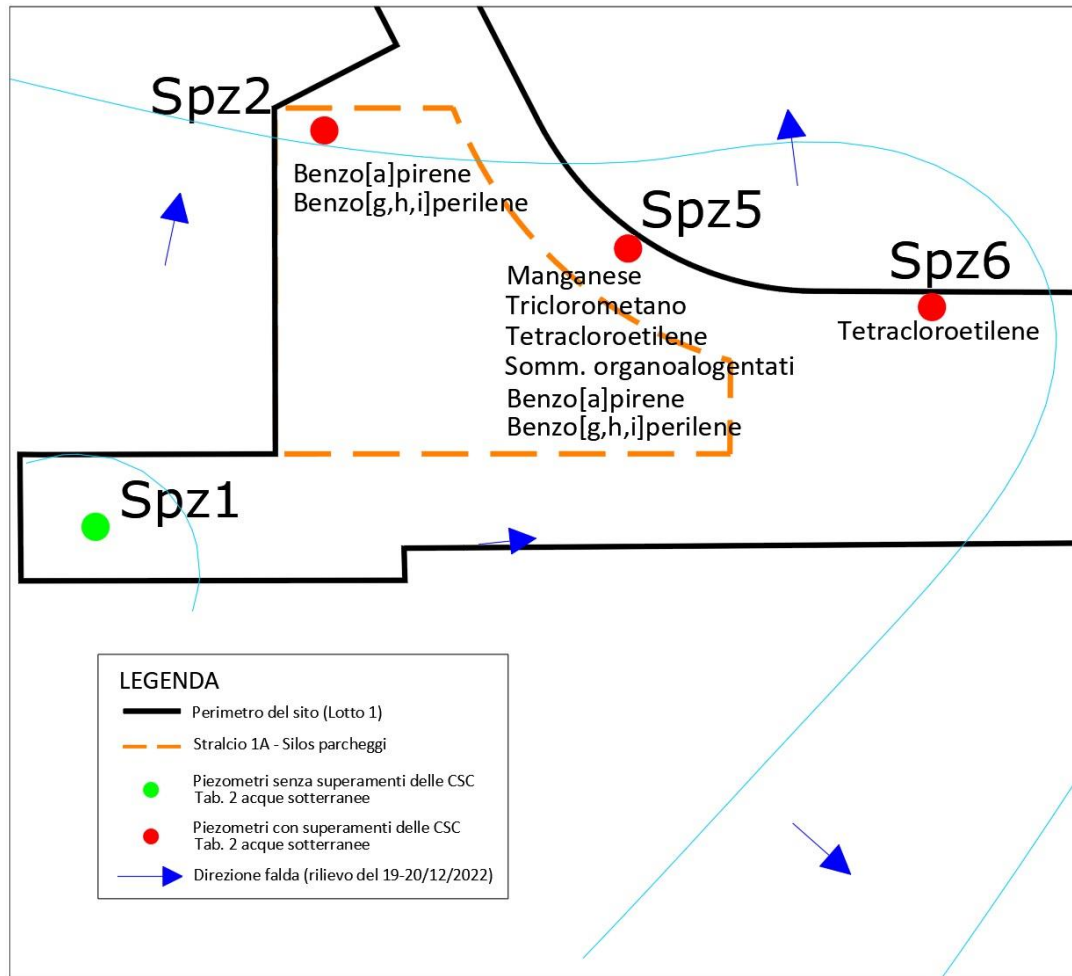 Spz2
Benzo[a]pirene
Benzo[g,h,i]perilene
Spz5
Manganese
Triclorometano
Tetracloroetilene
Somm. organoalogentati
Benzo[a]pirene
Benzo[g,h,i]perilene
Spz6
Tetracloroetilene
Spz1
LEGENDA
Perimetro del sito (Lotto 1)
Stralcio 1A - Silos parcheggi
Piezometri senza superamenti delle CSC
Tab. 2 acque sotterranee
Piezometri con superamenti delle CSC
Tab. 2 acque sotterranee
Direzione falda (rilievo del 19-20/12/2022)